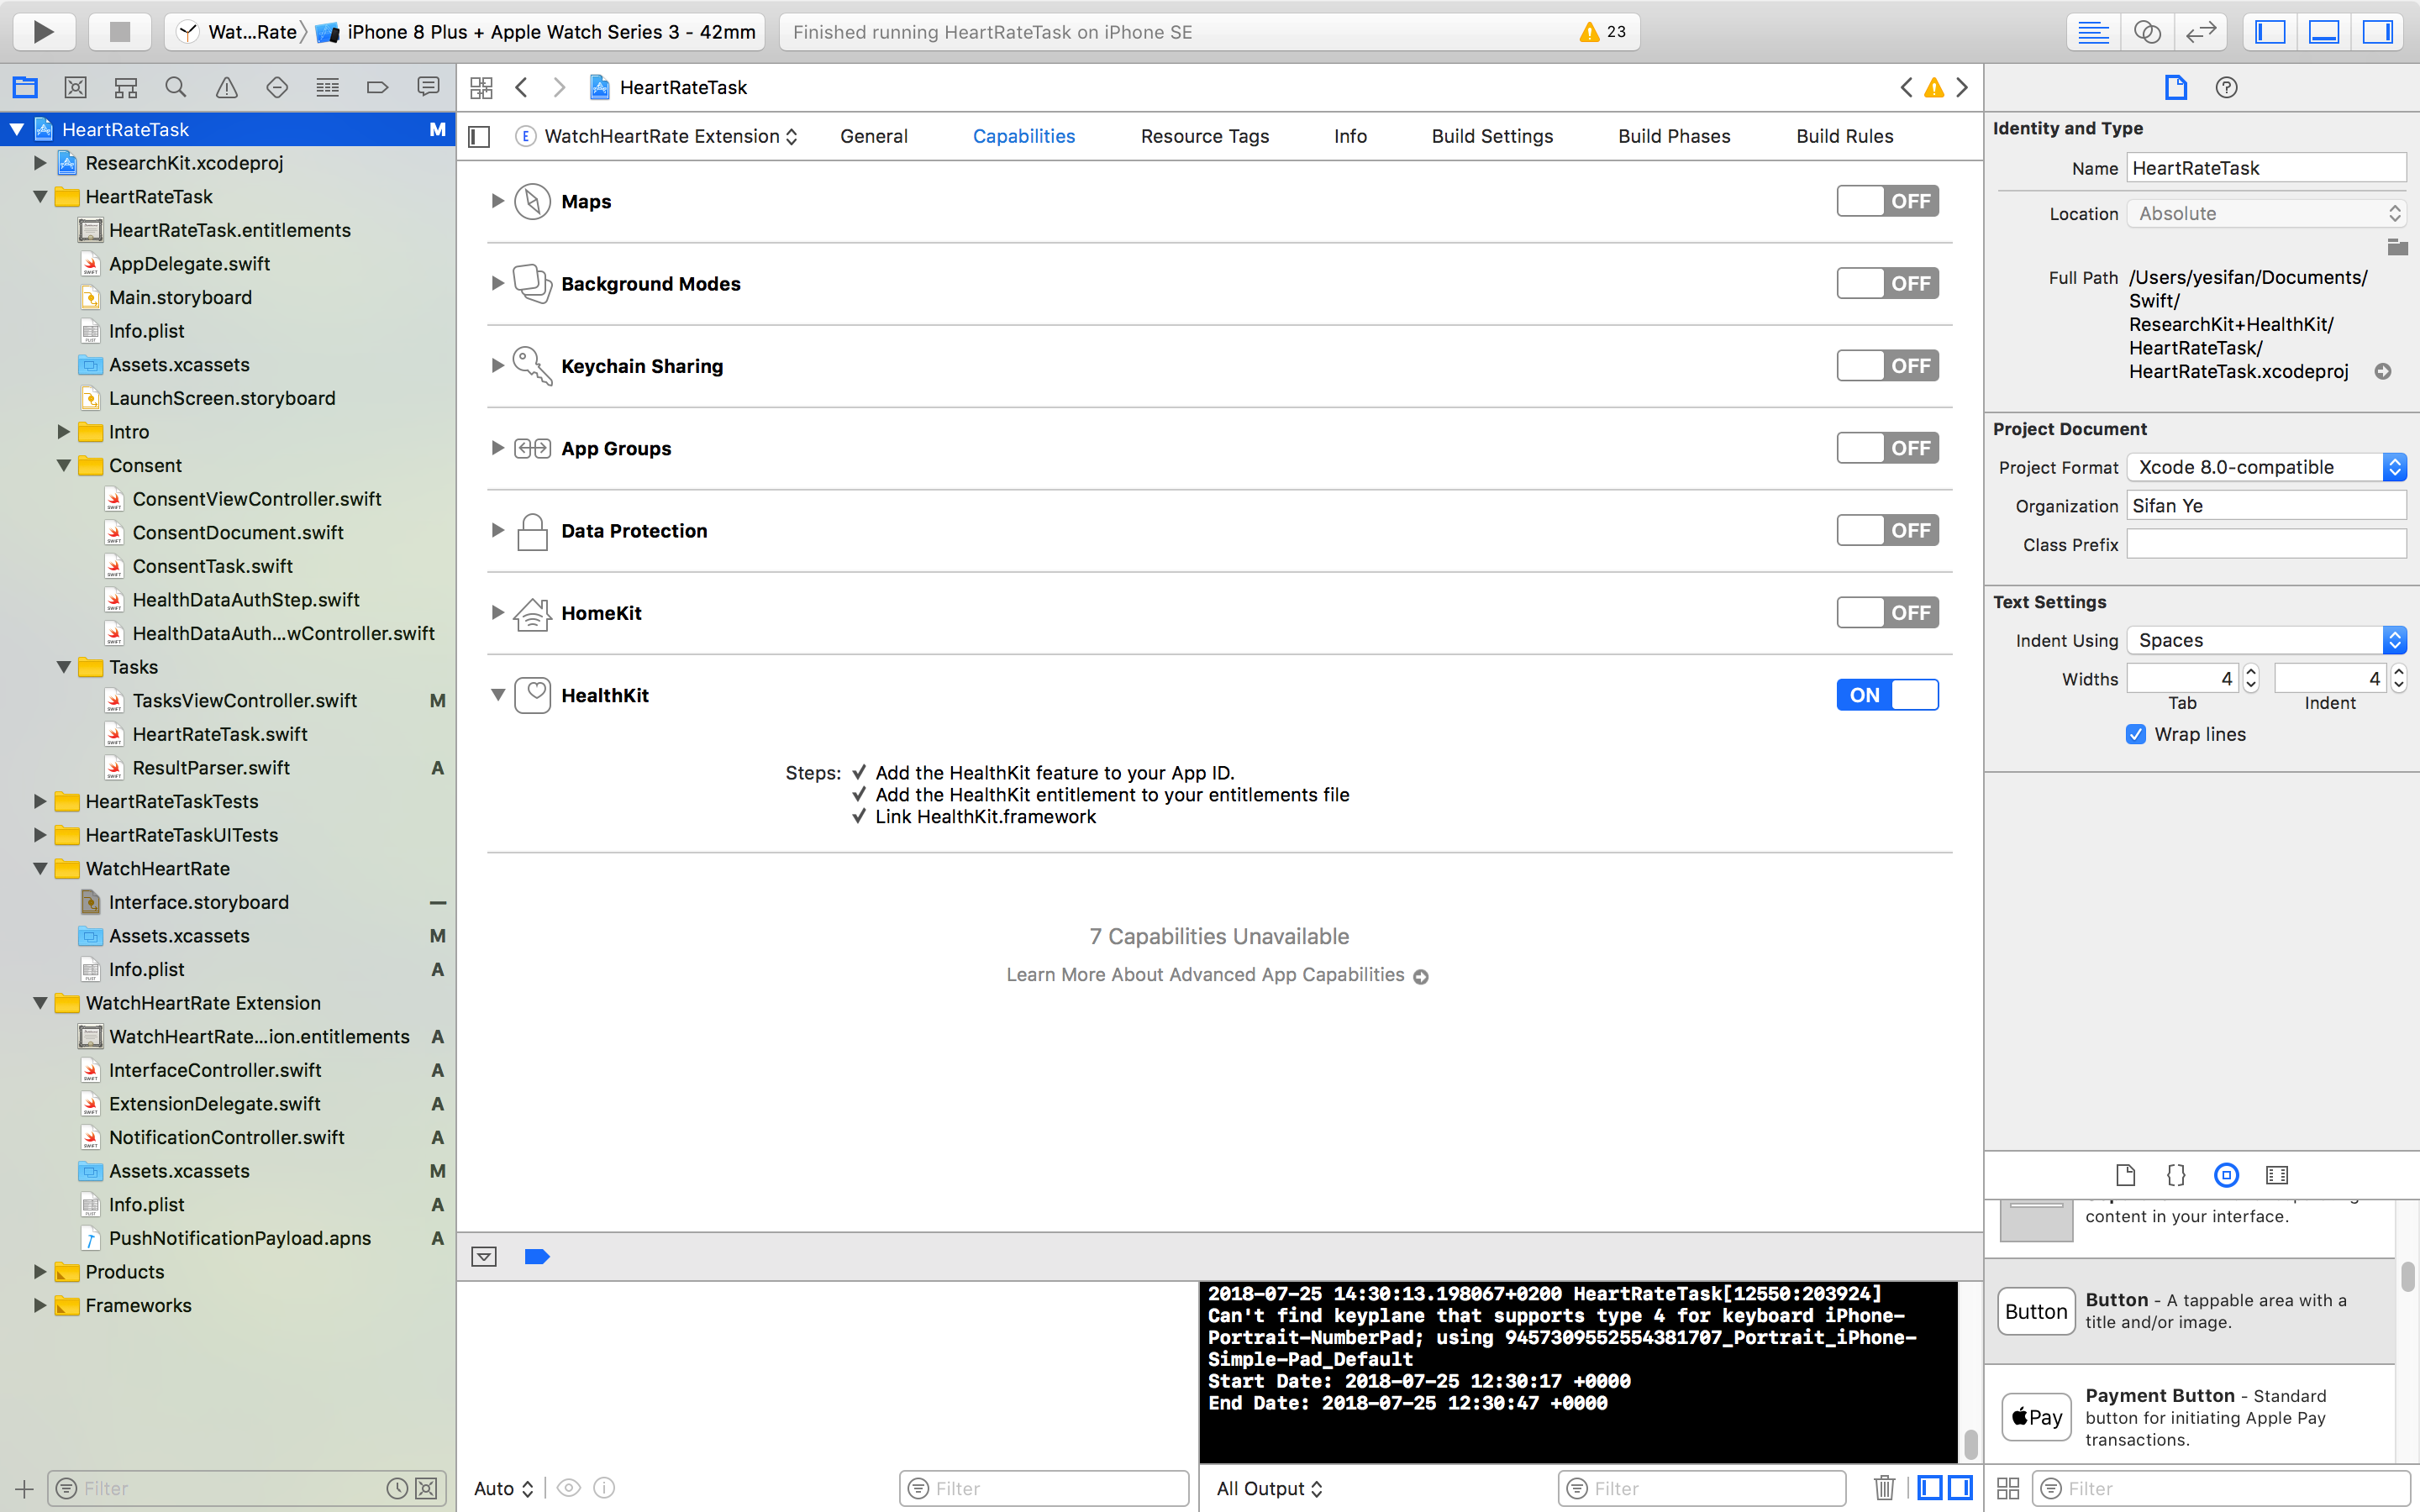 Wat...Rate
iPhone 8 Plus + Apple Watch Series 3 - 42mm
Finished running HeartRateTask on iPhone SE
23
HeartRateTask
HeartRateTask M
ResearchKit.xcodeproj
HeartRateTask
HeartRateTask.entitlements
AppDelegate.swift
Main.storyboard
Info.plist
Assets.xcassets
LaunchScreen.storyboard
Intro
Consent
ConsentViewController.swift
ConsentDocument.swift
ConsentTask.swift
HealthDataAuthStep.swift
HealthDataAuth...wController.swift
Tasks
TasksViewController.swift M
HeartRateTask.swift
ResultParser.swift A
HeartRateTaskTests
HeartRateTaskUITests
WatchHeartRate
Interface.storyboard
Assets.xcassets M
Info.plist A
WatchHeartRate Extension
WatchHeartRate...ion.entitlements A
InterfaceController.swift A
ExtensionDelegate.swift A
NotificationController.swift A
Assets.xcassets M
Info.plist A
PushNotificationPayload.apns A
Products
Frameworks
Filter
E WatchHeartRate Extension General Capabilities Resource Tags Info Build Settings Build Phases Build Rules
Maps OFF
Background Modes OFF
Keychain Sharing OFF
App Groups OFF
Data Protection OFF
HomeKit OFF
HealthKit ON
Steps: ✓ Add the HealthKit feature to your App ID.
✓ Add the HealthKit entitlement to your entitlements file
✓ Link HealthKit.framework
7 Capabilities Unavailable
Learn More About Advanced App Capabilities
2018-07-25 14:30:13.198067+0200 HeartRateTask[12550:203924]
Can't find keyplane that supports type 4 for keyboard iPhone-
Portrait-NumberPad; using 9457309552554381707_Portrait_iPhone-
Simple-Pad_Default
Start Date: 2018-07-25 12:30:17 +0000
End Date: 2018-07-25 12:30:47 +0000
Auto
Filter
All Output
Filter
Identity and Type
Name HeartRateTask
Location Absolute
Full Path /Users/yesifan/Documents/
Swift/
ResearchKit+HealthKit/
HeartRateTask/
HeartRateTask.xcodeproj
Project Document
Project Format Xcode 8.0-compatible
Organization Sifan Ye
Class Prefix
Text Settings
Indent Using Spaces
Widths 4 4
Tab Indent
Wrap lines
content in your interface.
Button
Button - A tappable area with a
title and/or image.
Pay
Payment Button - Standard
button for initiating Apple Pay
transactions.
Filter